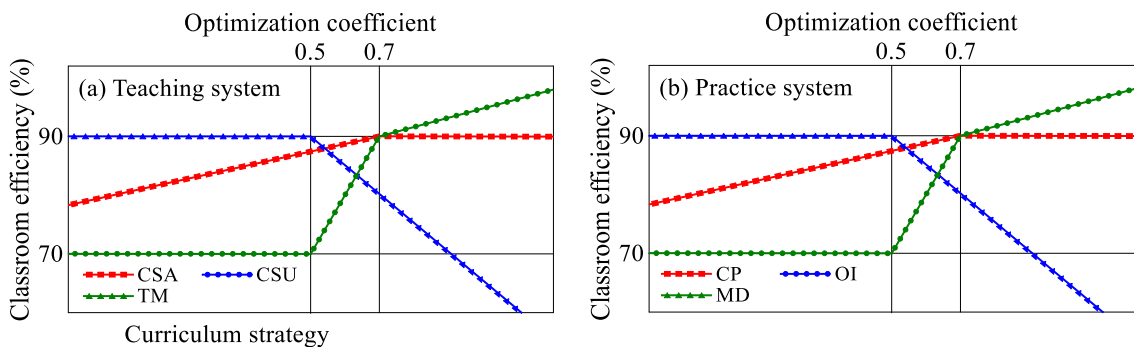 Optimization coefficient
0.5 0.7
(a) Teaching system
Classroom efficiency (%)
90
70
CSA CSU
TM
Curriculum strategy
Optimization coefficient
0.5 0.7
(b) Practice system
Classroom efficiency (%)
90
70
CP OI
MD